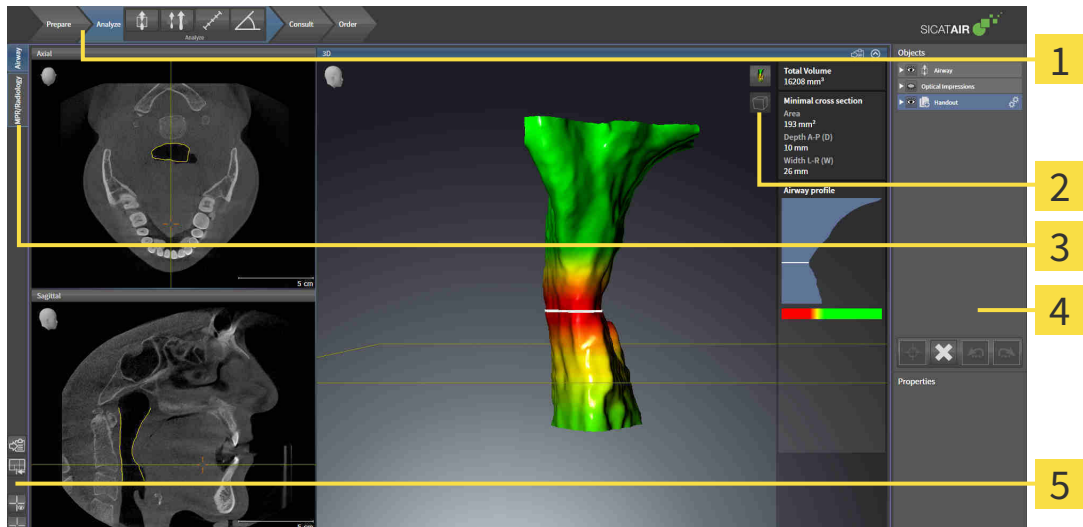 Prepare
Analyze
Analyze
Consult
Order
SICATAIR
Airway
MPR/Radiology
Axial
5 cm
Sagittal
5 cm
3D
Total Volume
16208 mm³
Minimal cross section
Area
193 mm²
Depth A-P (D)
10 mm
Width L-R (W)
26 mm
Airway profile
Objects
Airway
Optical Impressions
Handout
Properties
1
2
3
4
5